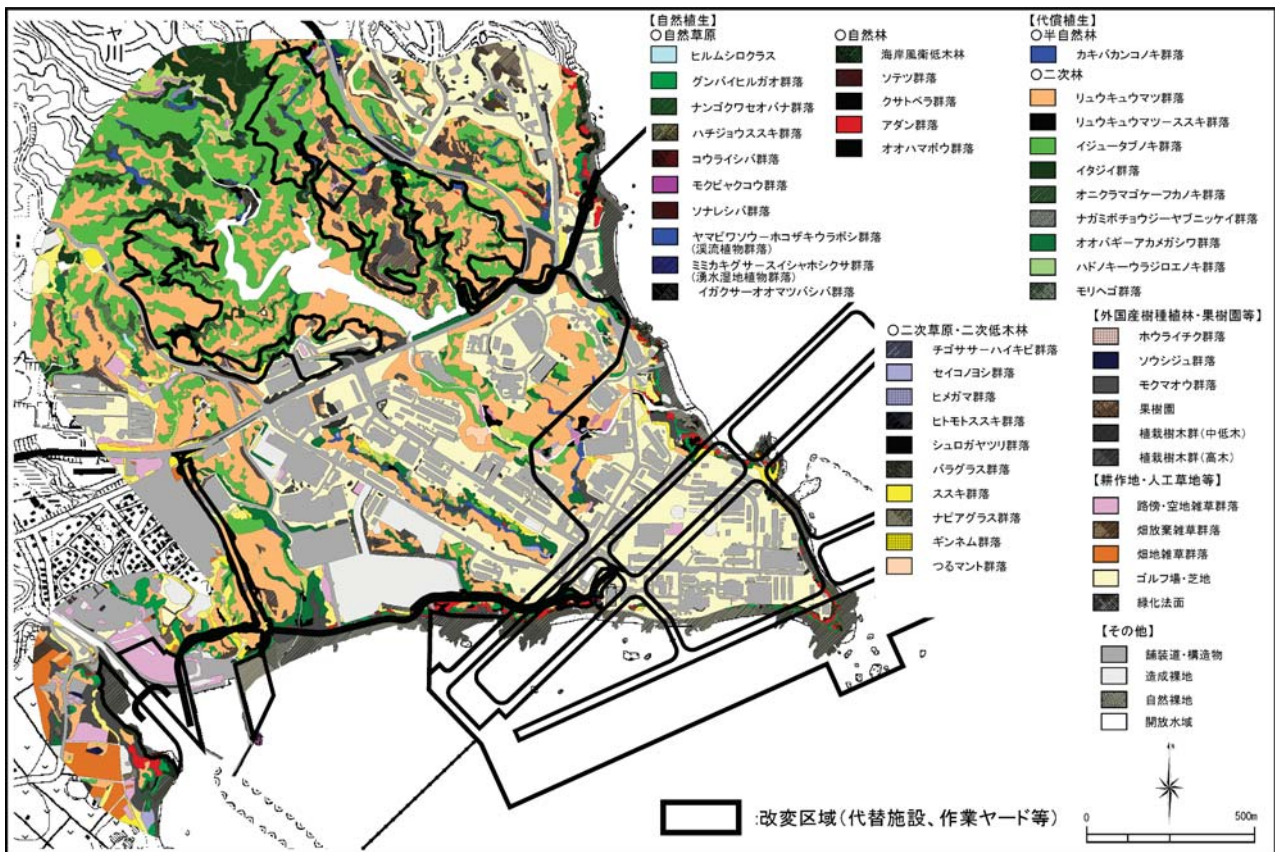 ヤ
川
【自然植生】
○自然草原
ヒルムシロクラス
グンバイヒルガオ群落
ナンゴクワセオバナ群落
ハチジョウススキ群落
コウライシバ群落
モクビャクコウ群落
ソナレシバ群落
ヤマビワソウーホコザキウラボシ群落
(渓流植物群落)
ミミカキグサースイシャホシクサ群落
(湧水湿地植物群落)
イガクサーオオマツバシバ群落
○自然林
海岸風衝低木林
ソテツ群落
クサトベラ群落
アダン群落
オオハマボウ群落
【代償植生】
○半自然林
カキバカンコノキ群落
○二次林
リュウキュウマツ群落
リュウキュウマツーススキ群落
イジュータブノキ群落
イタジイ群落
オニクラマゴケーフカノキ群落
ナガミボチョウジーヤブニッケイ群落
オオバギーアカメガシワ群落
ハドノキーウラジロエノキ群落
モリヘゴ群落
○二次草原・二次低木林
チゴザサーハイキビ群落
セイコノヨシ群落
ヒメガマ群落
ヒトモトススキ群落
シュロガヤツリ群落
パラグラス群落
ススキ群落
ナピアグラス群落
ギンネム群落
つるマント群落
【外国産樹種植林・果樹園等】
ホウライチク群落
ソウシジュ群落
モクマオウ群落
果樹園
植栽樹木群(中低木)
植栽樹木群(高木)
【耕作地・人工草地等】
路傍・空地雑草群落
畑放棄雑草群落
畑地雑草群落
ゴルフ場・芝地
緑化法面
【その他】
舗装道・構造物
造成裸地
自然裸地
開放水域
:改変区域(代替施設、作業ヤード等)
0 500m